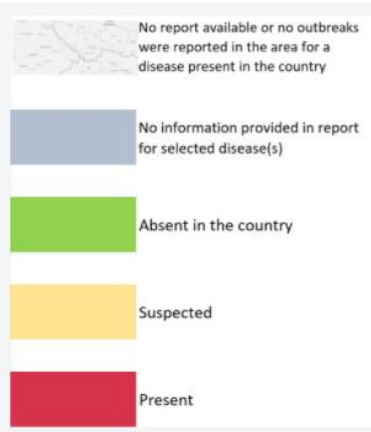 No report available or no outbreaks
were reported in the area for a
disease present in the country
No information provided in report
for selected disease(s)
Absent in the country
Suspected
Present